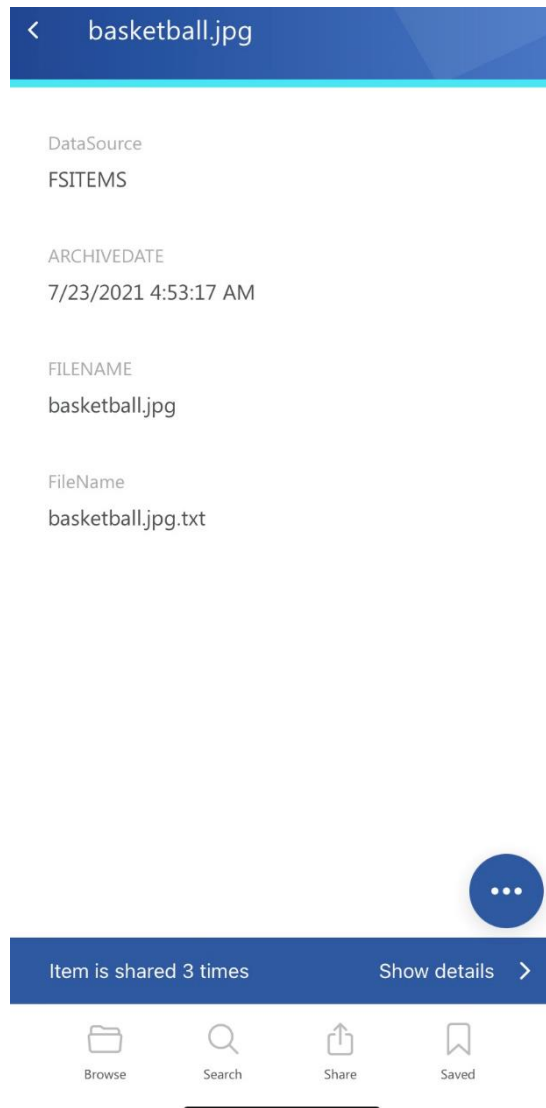 basketball.jpg
DataSource
FSITEMS
ARCHIVEDATE
7/23/2021 4:53:17 AM
FILENAME
basketball.jpg
FileName
basketball.jpg.txt
Item is shared 3 times Show details
Browse Search Share Saved